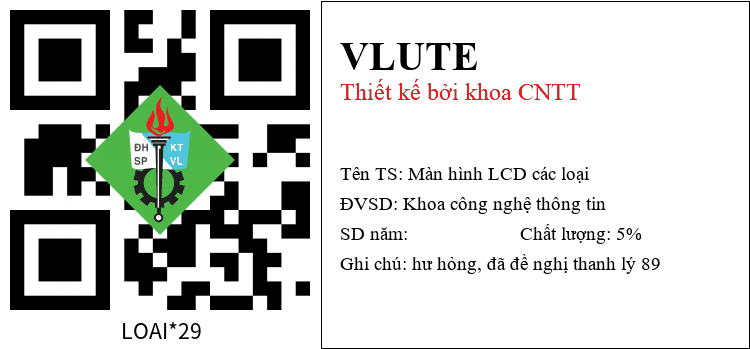 ĐH KT
SP VL
LOAI*29
VLUTE
Thiết kế bởi khoa CNTT
Tên TS: Màn hình LCD các loại
ĐVSD: Khoa công nghệ thông tin
SD năm: Chất lượng: 5%
Ghi chú: hư hỏng, đã đề nghị thanh lý 89